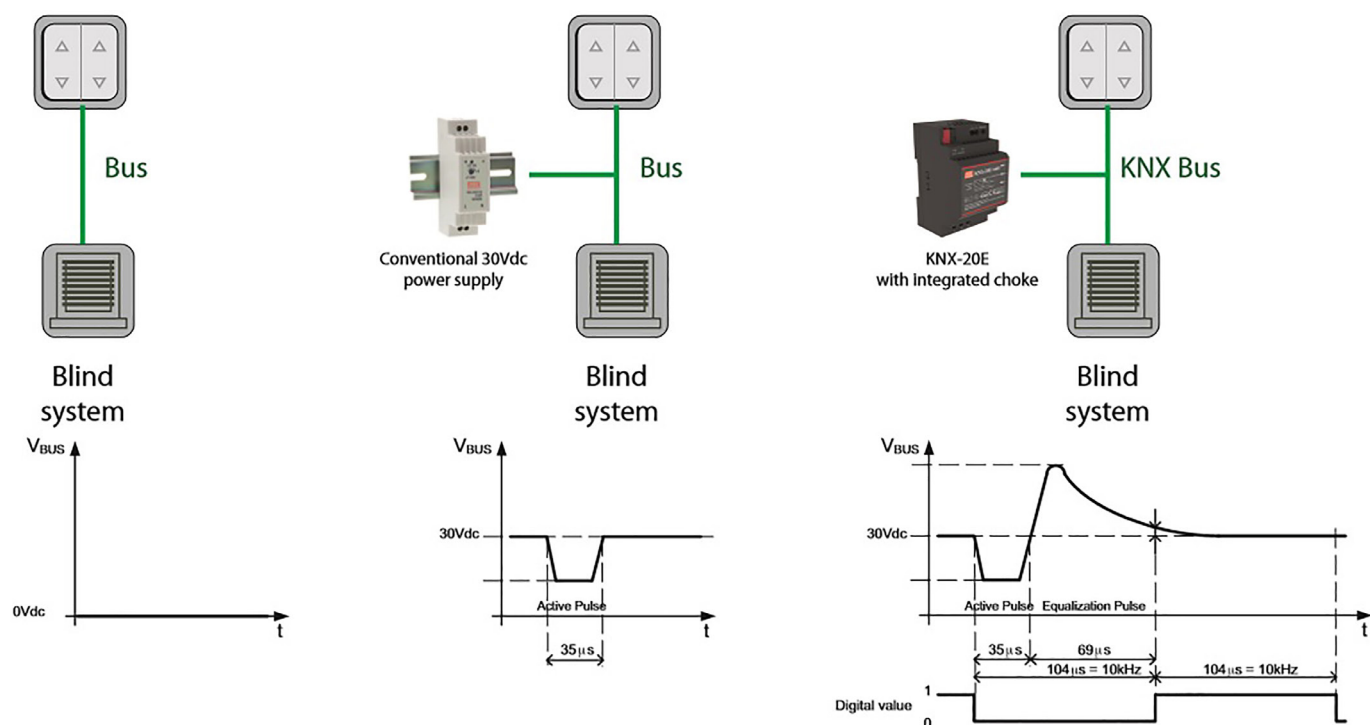 Bus
Blind
system
VBUS
0Vdc
t
Bus
Conventional 30Vdc
power supply
Blind
system
VBUS
30Vdc
Active Pulse
t
35µs
KNX Bus
KNX-20E
with integrated choke
Blind
system
VBUS
30Vdc
Active Pulse Equalization Pulse
t
35µs 69µs
104µs = 10kHz 104µs = 10kHz
Digital value 1
0